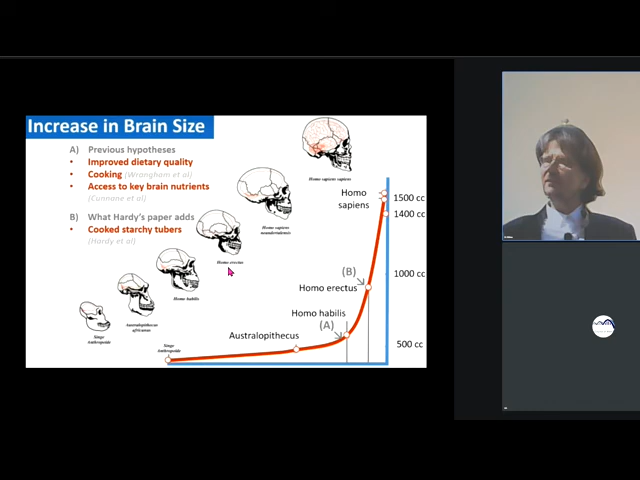 Increase in Brain Size
A) Previous hypotheses
• Improved dietary quality
• Cooking (Wrangham et al)
• Access to key brain nutrients
(Cunnane et al)
B) What Hardy's paper adds
• Cooked starchy tubers
(Hardy et al)
Homo sapiens sapiens
Homo sapiens
neandertalensis
Homo erectus
Homo habilis
Australopithecus
africanus
Singe
Anthropoïde
Singe
Anthropoïde
Australopithecus
Homo habilis
(A)
Homo erectus
(B)
Homo
sapiens
1500 cc
1400 cc
1000 cc
500 cc